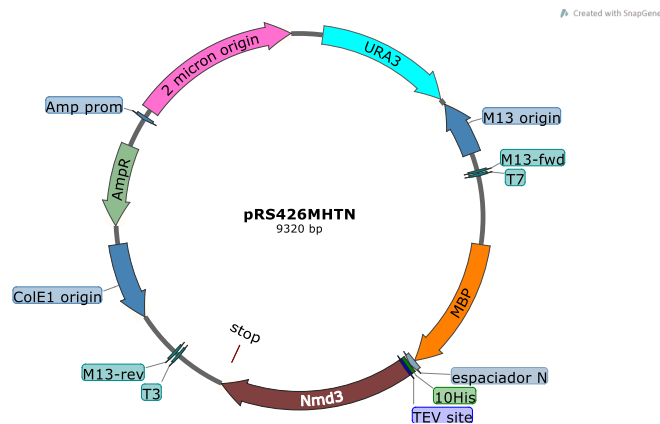 Created with SnapGene
2 micron origin
URA3
Amp prom
M13 origin
M13-fwd
T7
AmpR
pRS426MHTN
9320 bp
ColE1 origin
MBP
stop
M13-rev
T3
espaciador N
10His
TEV site
Nmd3